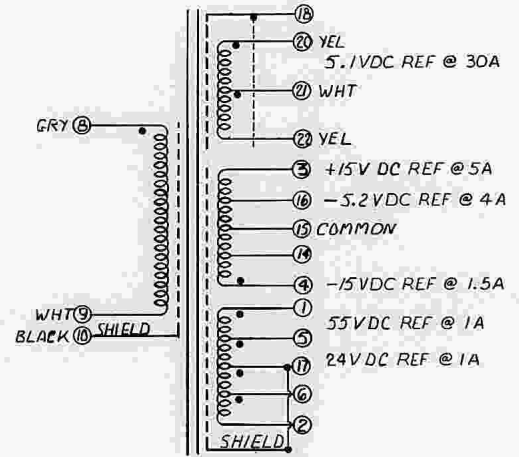 18
20 YEL
5.1VDC REF @ 30A
21 WHT
22 YEL
GRY 8
3 +15V DC REF @ 5A
16 -5.2VDC REF @ 4A
15 COMMON
14
4 -15VDC REF @ 1.5A
WHT 9
BLACK 10 SHIELD
1
55VDC REF @ 1A
5
17 24VDC REF @ 1A
6
2
SHIELD